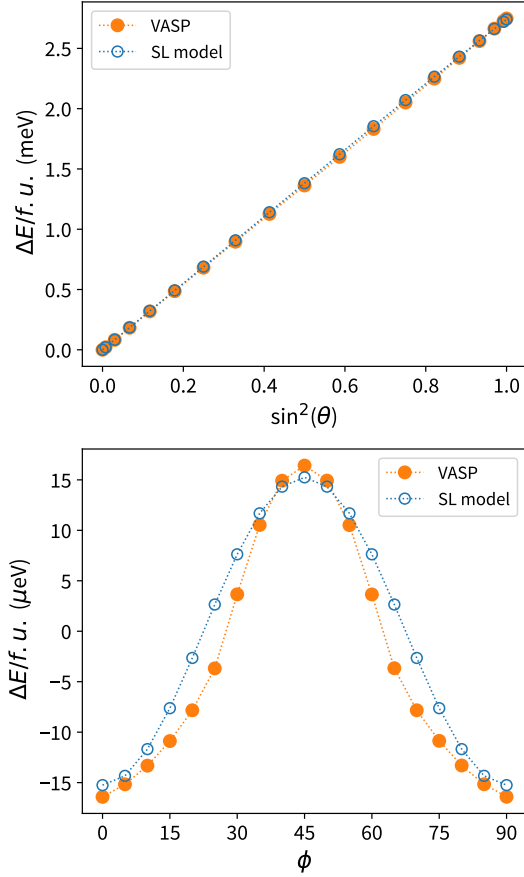 VASP
SL model
ΔE/f. u. (meV)
2.5
2.0
1.5
1.0
0.5
0.0
0.0 0.2 0.4 0.6 0.8 1.0
sin²(θ)
VASP
SL model
ΔE/f. u. (μeV)
15
10
5
0
−5
−10
−15
0 15 30 45 60 75 90
ϕ